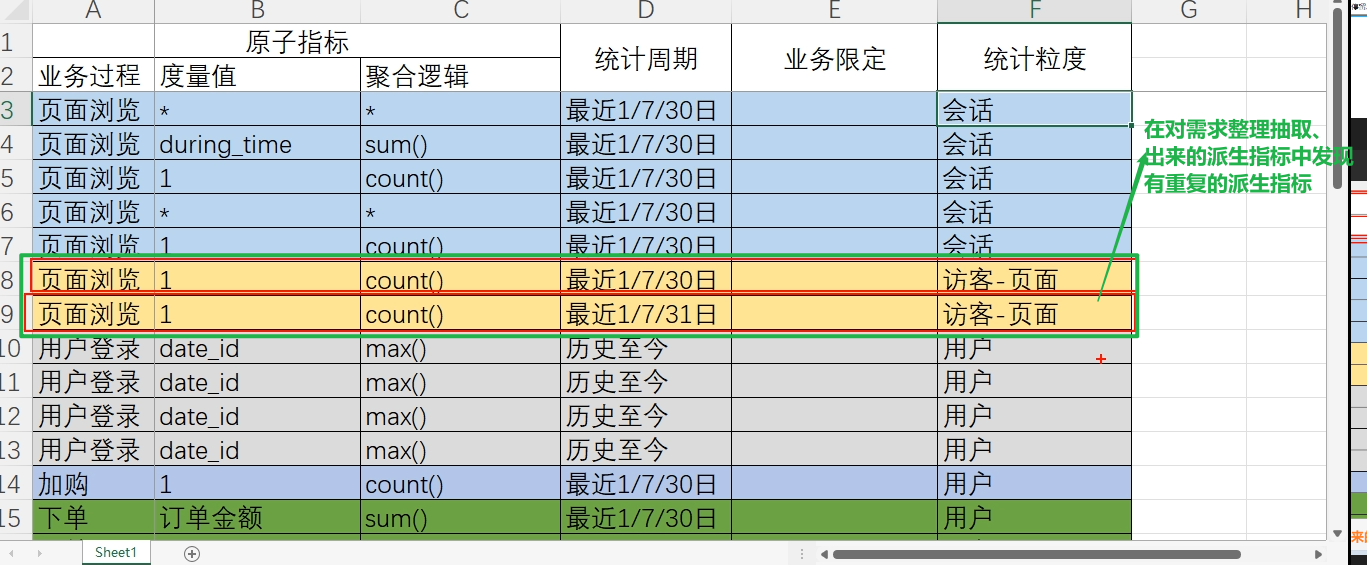 A B C D E F G H
1 原子指标 统计周期 业务限定 统计粒度
2 业务过程 度量值 聚合逻辑
3 页面浏览 * * 最近1/7/30日 会话
4 页面浏览 during_time sum() 最近1/7/30日 会话
5 页面浏览 1 count() 最近1/7/30日 会话
6 页面浏览 * * 最近1/7/30日 会话
7 页面浏览 1 count() 最近1/7/30日 会话
8 页面浏览 1 count() 最近1/7/30日 访客-页面
9 页面浏览 1 count() 最近1/7/31日 访客-页面
10 用户登录 date_id max() 历史至今 用户
11 用户登录 date_id max() 历史至今 用户
12 用户登录 date_id max() 历史至今 用户
13 用户登录 date_id max() 历史至今 用户
14 加购 1 count() 最近1/7/30日 用户
15 下单 订单金额 sum() 最近1/7/30日 用户
在对需求整理抽取、
出来的派生指标中发现
有重复的派生指标
Sheet1
来的